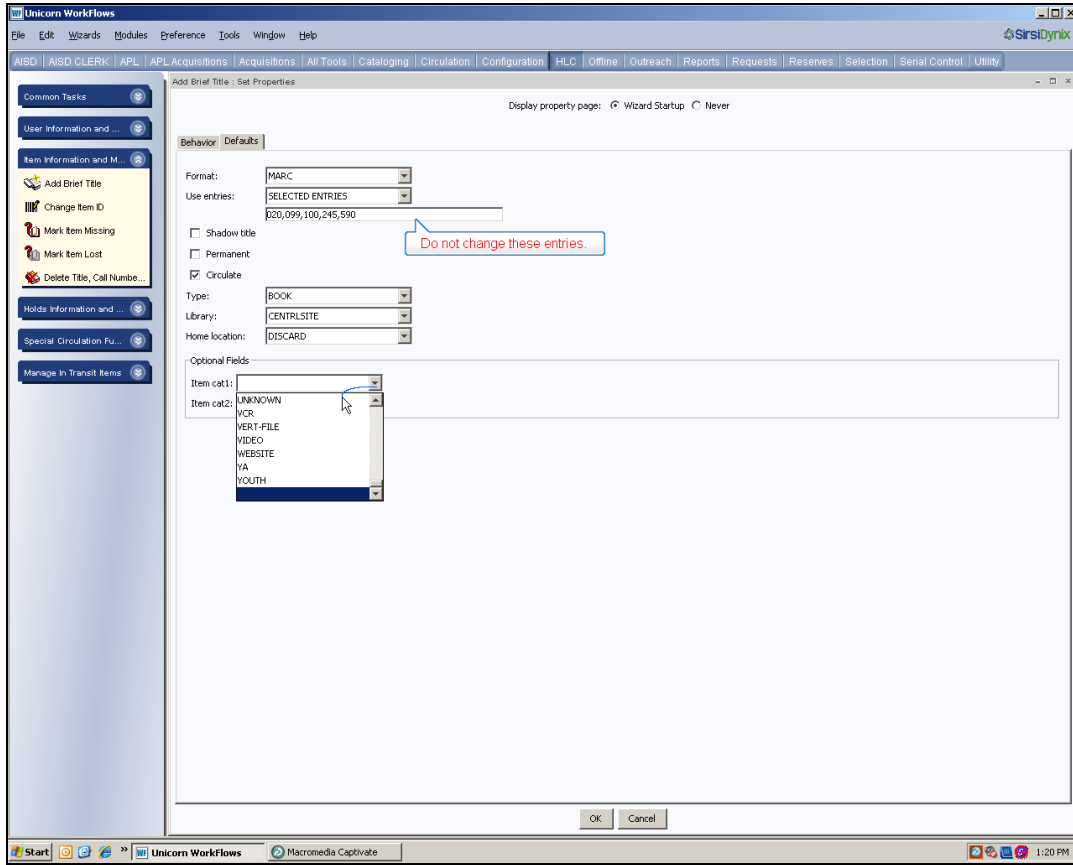 Unicorn WorkFlows
File Edit Wizards Modules Preference Tools Window Help
SirsiDynix
AISD AISD CLERK APL APL Acquisitions Acquisitions All Tools Cataloging Circulation Configuration HLC Offline Outreach Reports Requests Reserves Selection Serial Control Utility
Add Brief Title : Set Properties
Display property page: Wizard Startup Never
Common Tasks
User Information and ...
Item Information and M...
Add Brief Title
Change Item ID
Mark Item Missing
Mark Item Lost
Delete Title, Call Numbe...
Holds Information and ...
Special Circulation Fu...
Manage In Transit Items
Behavior Defaults
Format: MARC
Use entries: SELECTED ENTRIES
020,099,100,245,590
Do not change these entries.
Shadow title
Permanent
Circulate
Type: BOOK
Library: CENTRLSITE
Home location: DISCARD
Optional Fields
Item cat1:
Item cat2:
UNKNOWN
VCR
VERT-FILE
VIDEO
WEBSITE
YA
YOUTH
OK Cancel
Start » Unicorn WorkFlows Macromedia Captivate 1:20 PM